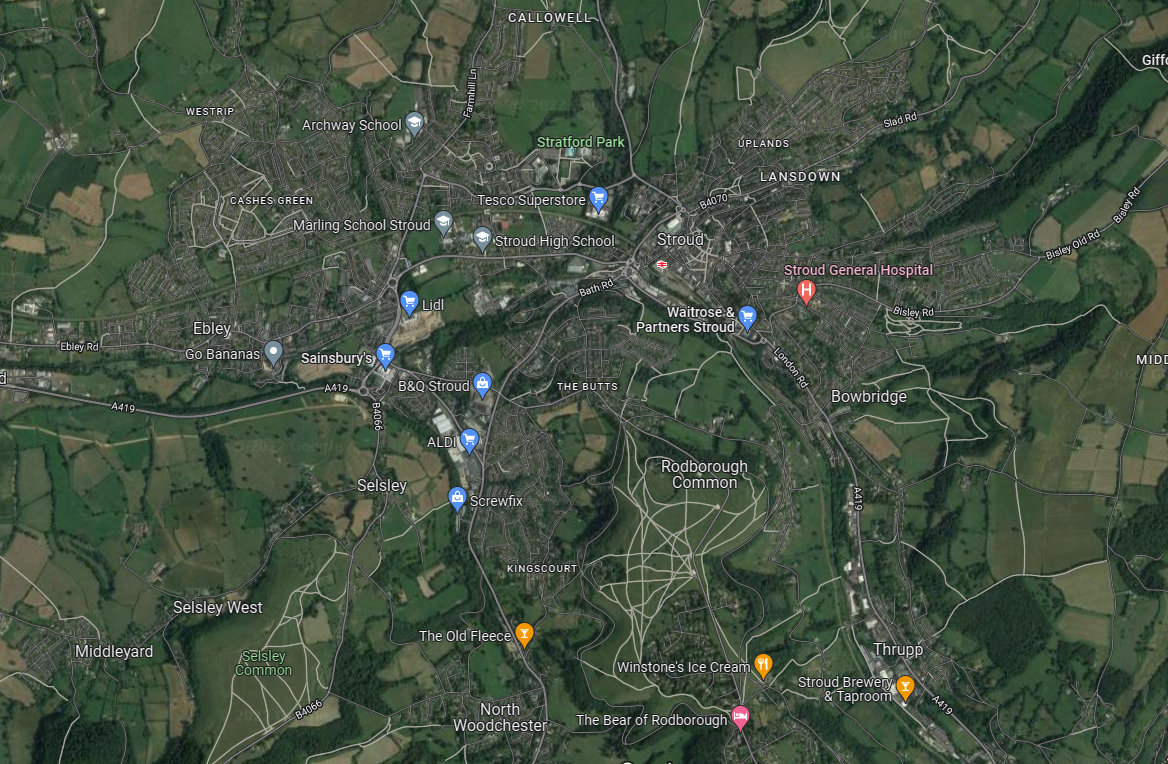 CALLOWELL
Giff
Farmhill Ln
WESTRIP
Archway School
Slad Rd
Stratford Park
UPLANDS
LANSDOWN
Tesco Superstore
CASHES GREEN
B4070
Bisley Rd
Marling School Stroud
Stroud High School
Stroud
Bisley Old Rd
Stroud General Hospital
Bath Rd
Lidl
Waitrose &
Partners Stroud
Bisley Rd
Ebley
Ebley Rd
Go Bananas
Sainsbury's
MIDD
London Rd
d
A419
B&Q Stroud
THE BUTTS
Bowbridge
A419
B4066
ALDI
Rodborough
Common
Selsley
A419
Screwfix
KINGSCOURT
Selsley West
The Old Fleece
Middleyard
Thrupp
Selsley
Common
Winstone's Ice Cream
Stroud Brewery
& Taproom
A419
B4066
North
Woodchester
The Bear of Rodborough